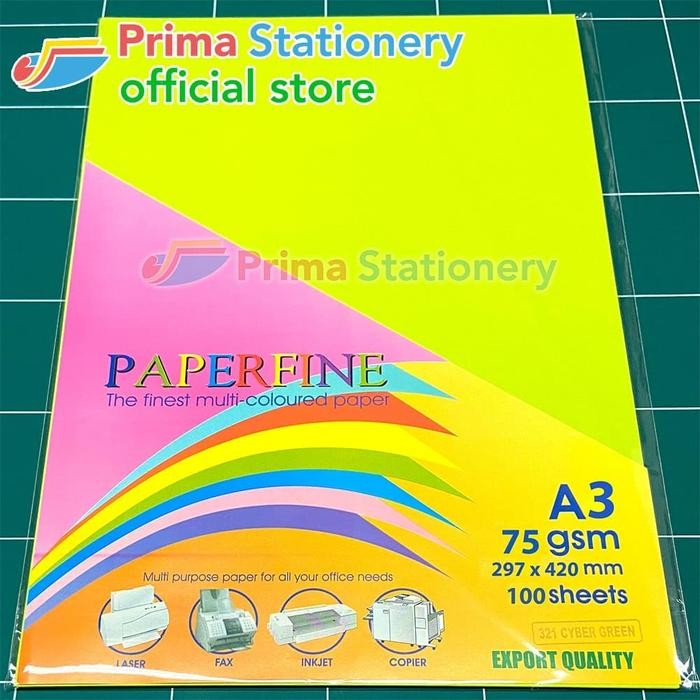 Prima Stationery
official store
Prima Stationery
PAPERFINE
The finest multi-coloured paper
A3
75 gsm
297 x 420 mm
100 sheets
Multi purpose paper for all your office needs
LASER
FAX
INKJET
COPIER
321 CYBER GREEN
EXPORT QUALITY